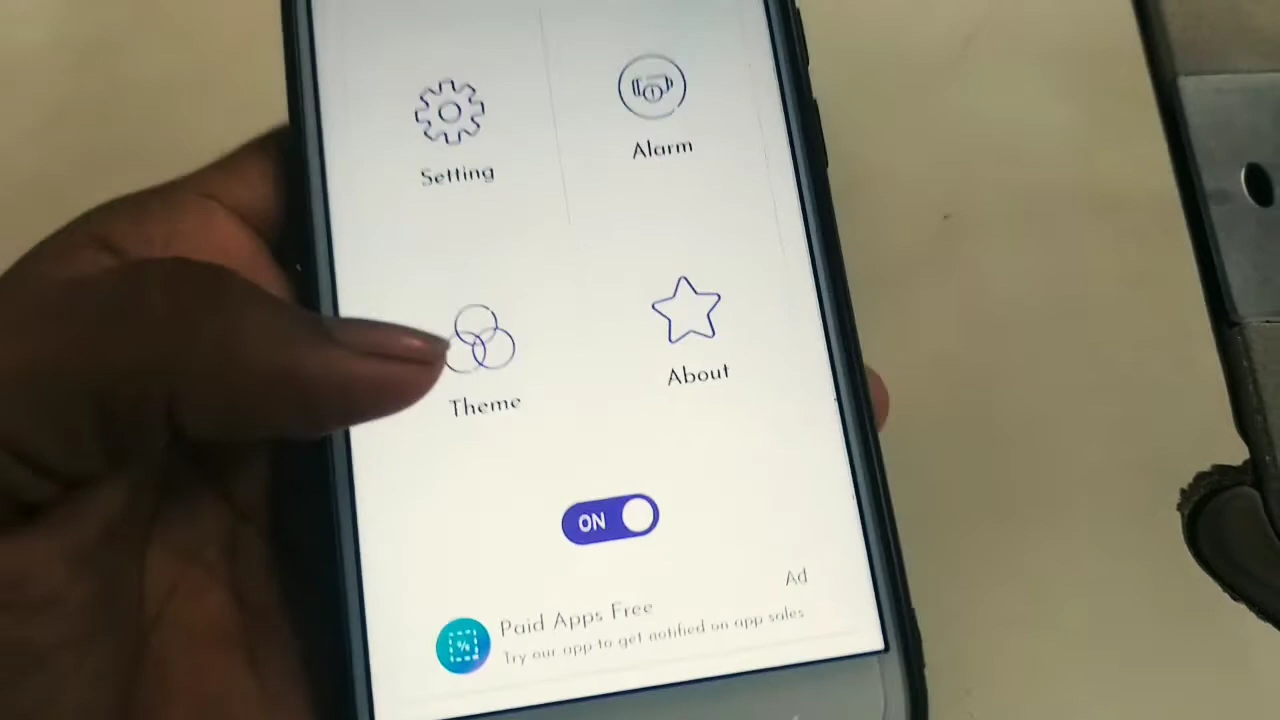 Setting
Alarm
Theme
About
ON
Ad
Paid Apps Free
Try our app to get notified on app sales
%